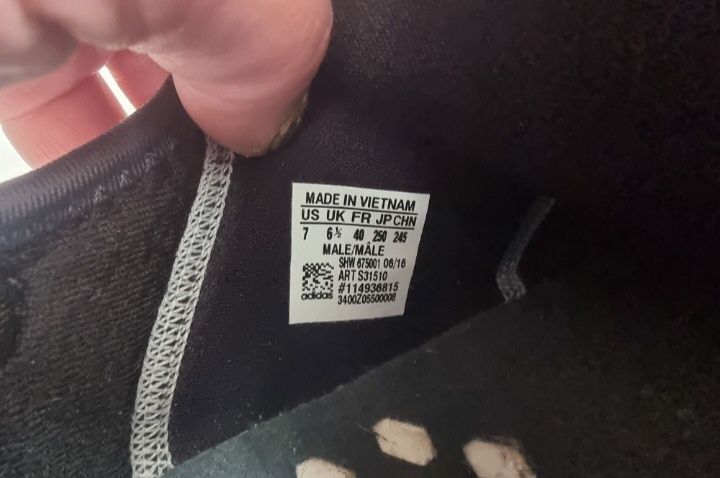 MADE IN VIETNAM
US UK FR JP CHN
7 6½ 40 250 245
MALE/MÂLE
SHW 675001 06/16
ART S31510
#114936815
adidas 3400Z05500008